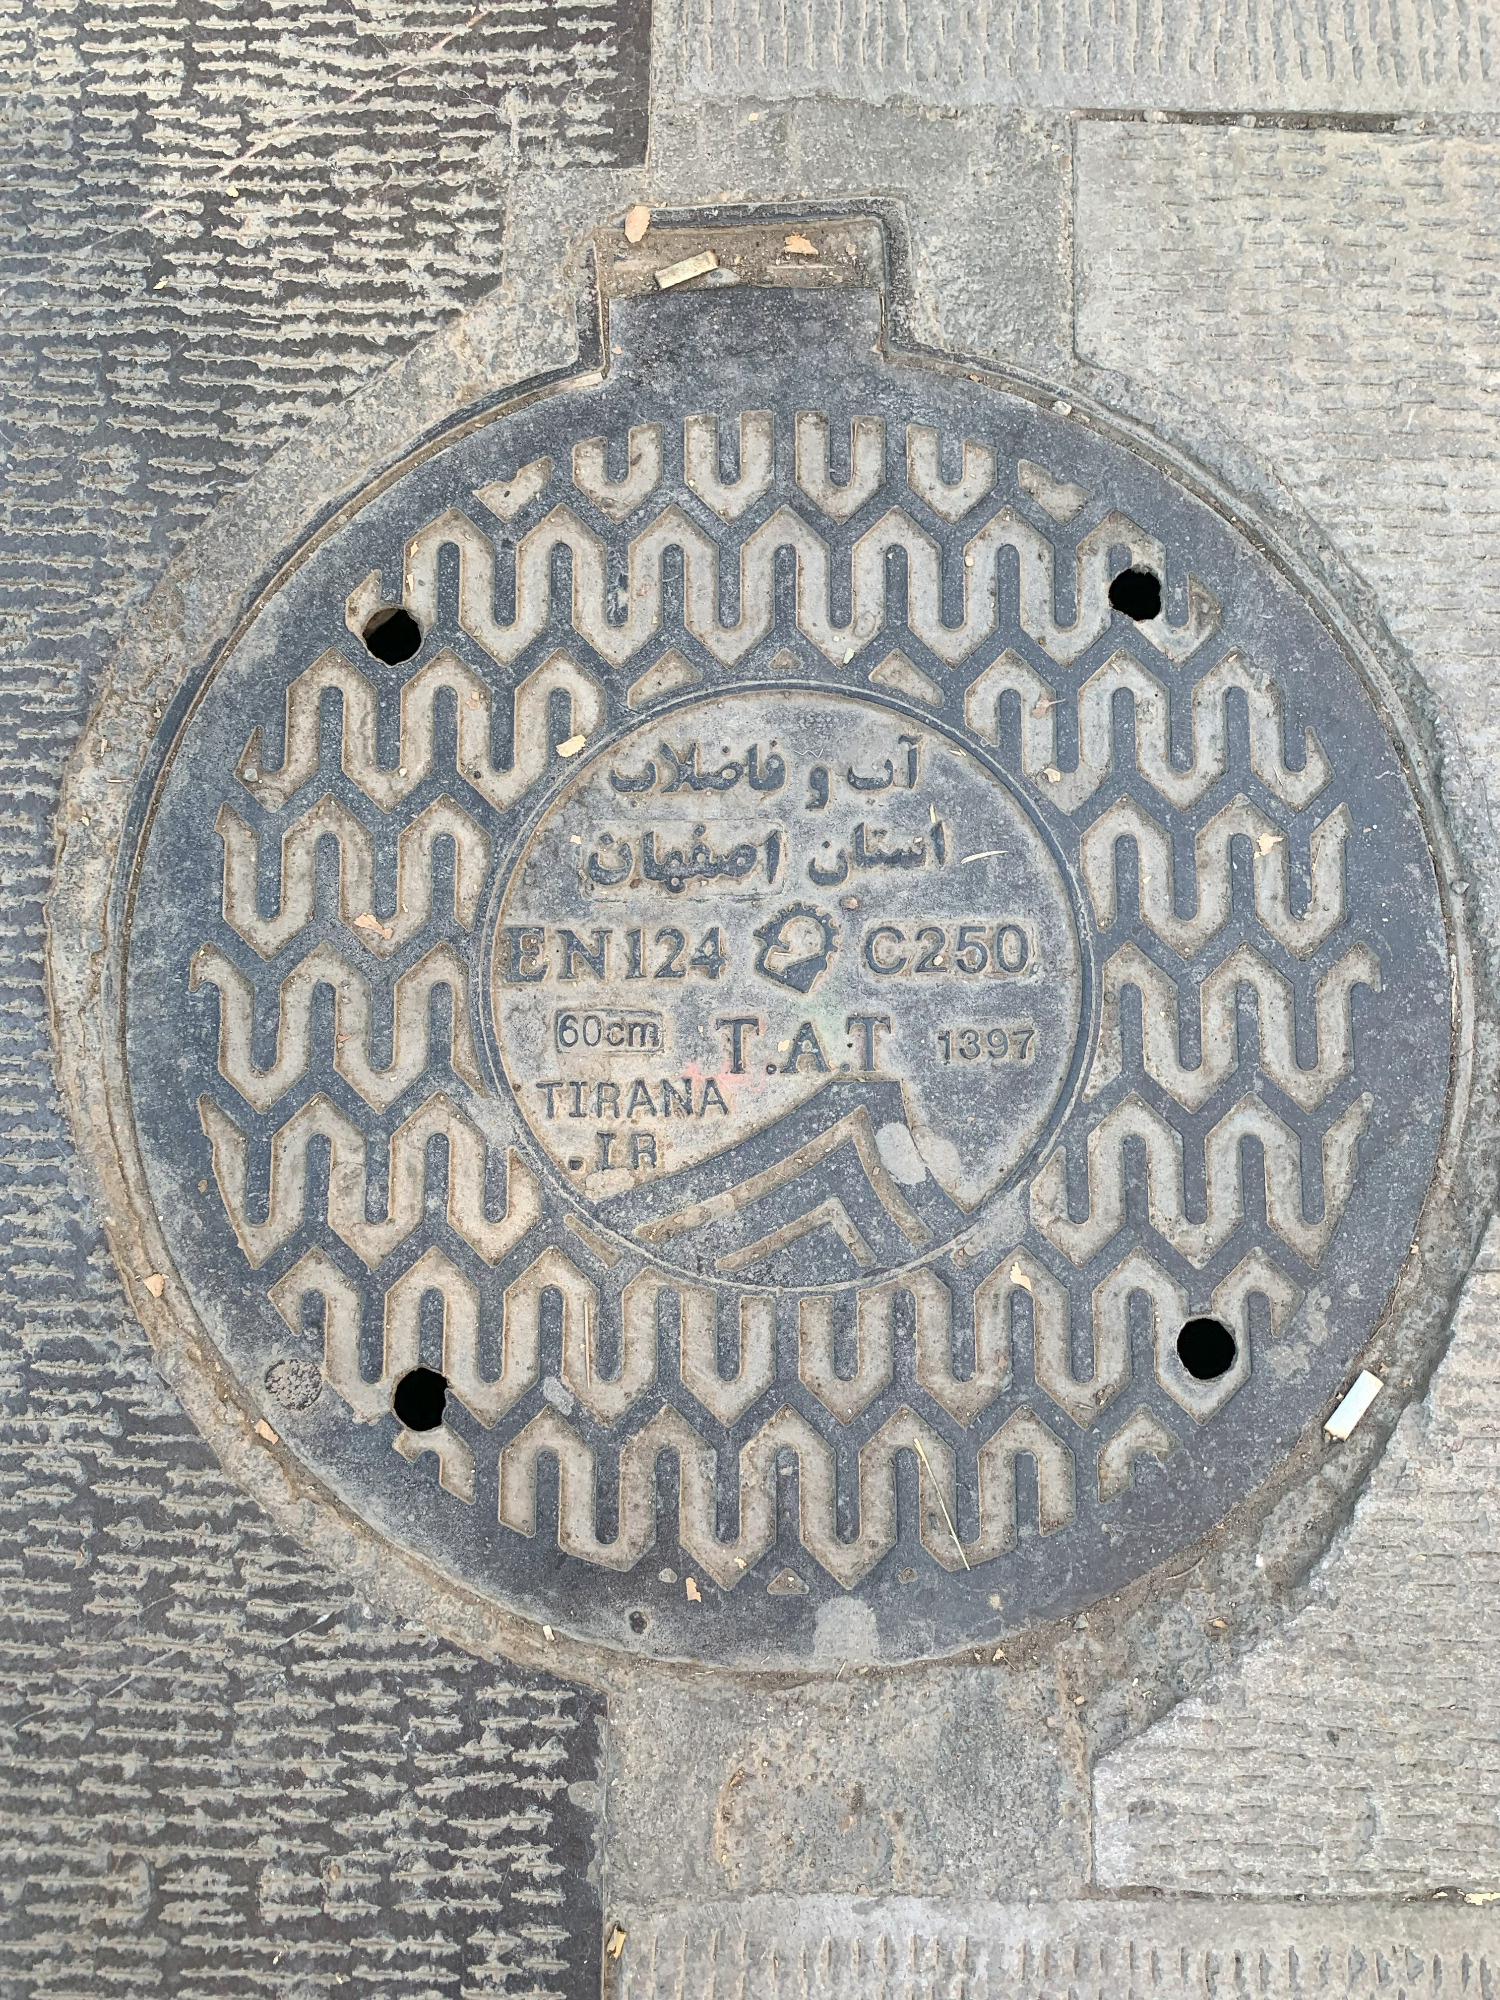 آب و فاضلاب
استان اصفهان
EN124 C250
60cm T.A.T 1397
TIRANA
.IR